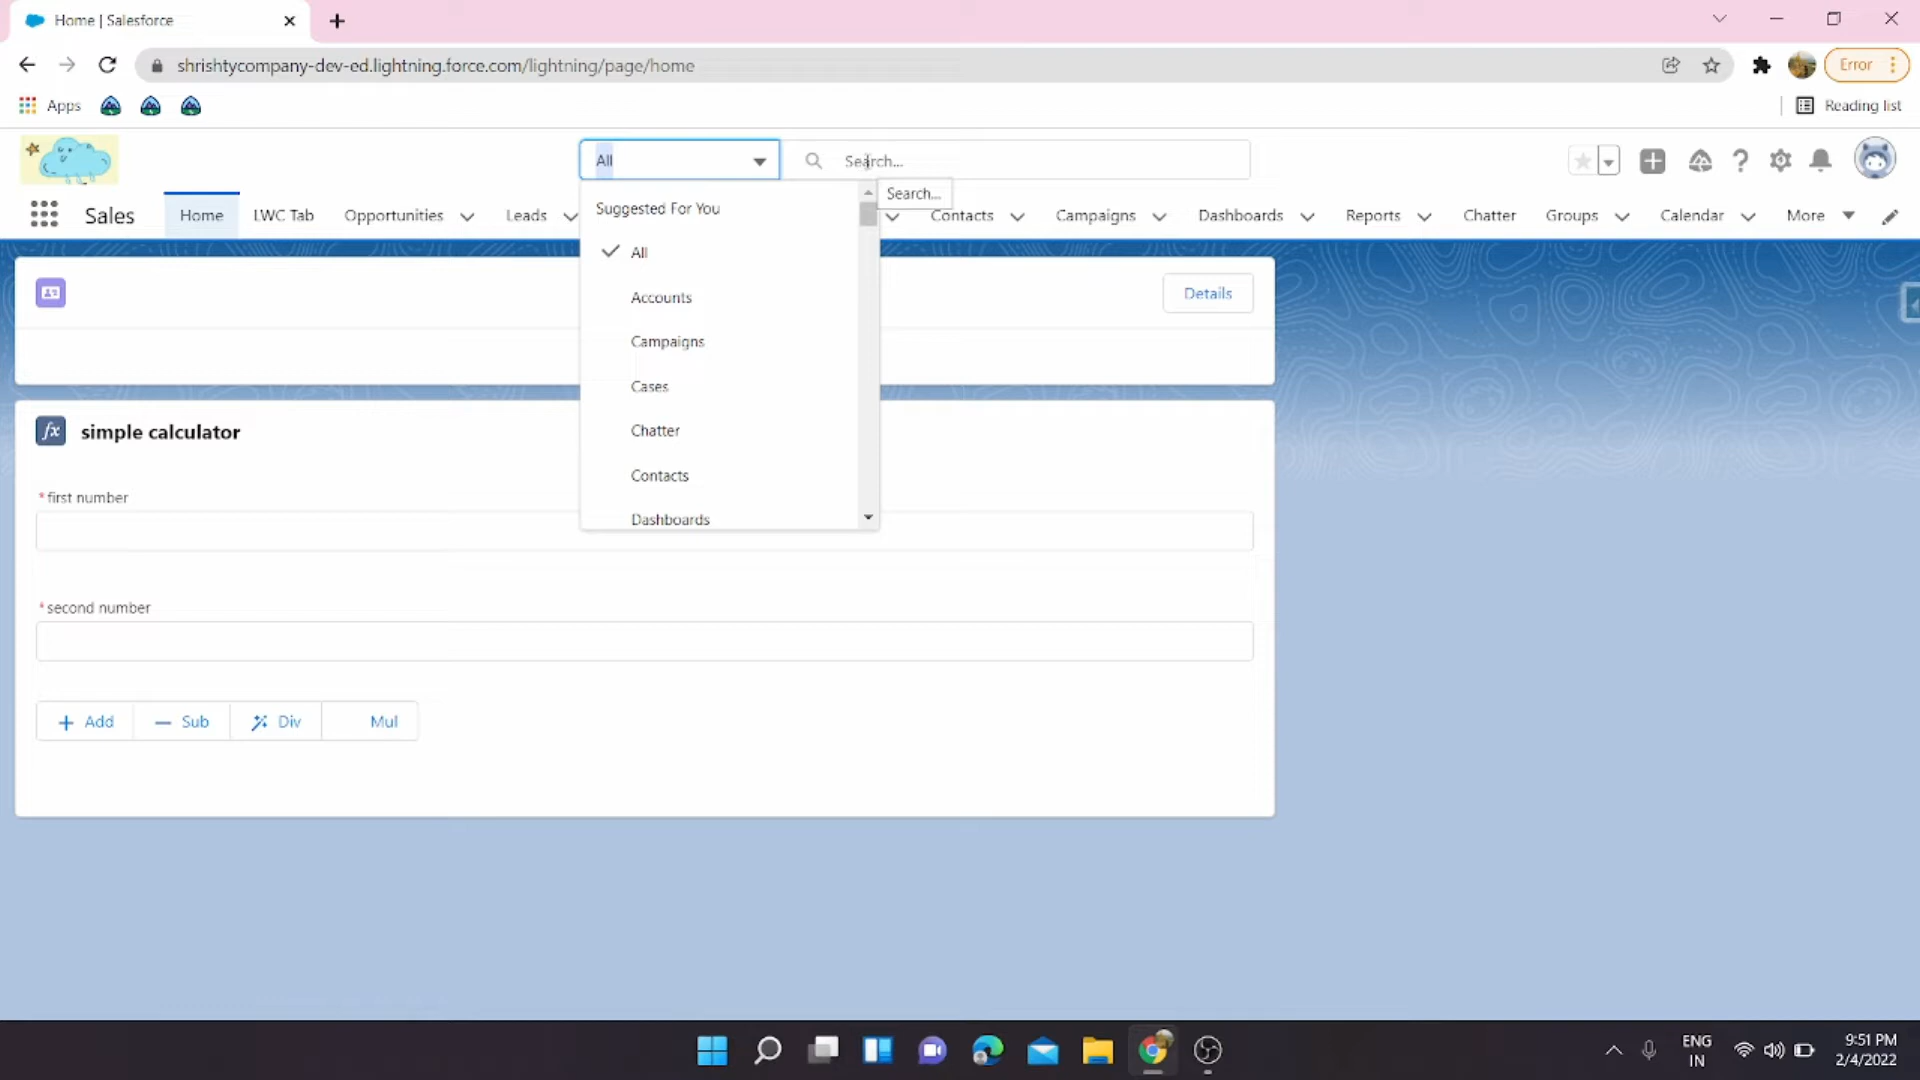 Home | Salesforce
shrishtycompany-dev-ed.lightning.force.com/lightning/page/home
Error
Apps
Reading list
All
Search...
Search...
Sales
Home
LWC Tab
Opportunities
Leads
Contacts
Campaigns
Dashboards
Reports
Chatter
Groups
Calendar
More
Suggested For You
All
Accounts
Campaigns
Cases
Chatter
Contacts
Dashboards
Details
fx
simple calculator
*first number
*second number
Add
Sub
Div
Mul
ENG
IN
9:51 PM
2/4/2022